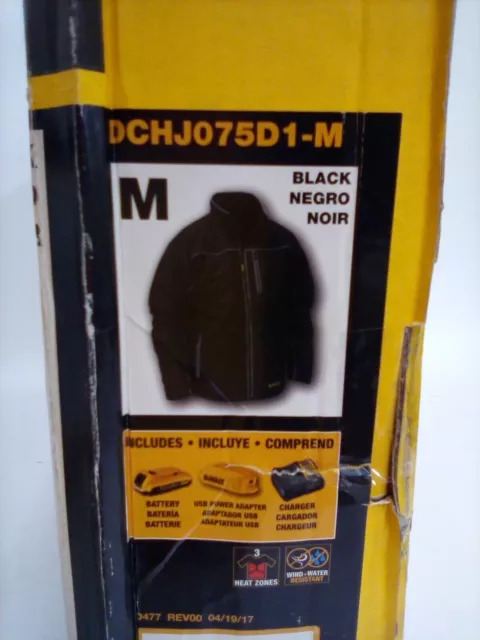 DCHJ075D1-M
M
BLACK
NEGRO
NOIR
INCLUDES • INCLUYE • COMPREND
BATTERY
BATERÍA
BATTERIE
USB POWER ADAPTER
ADAPTADOR USB
ADAPTATEUR USB
CHARGER
CARGADOR
CHARGEUR
3
HEAT ZONES
WIND+WATER
RESISTANT
0477 REV00 04/19/17